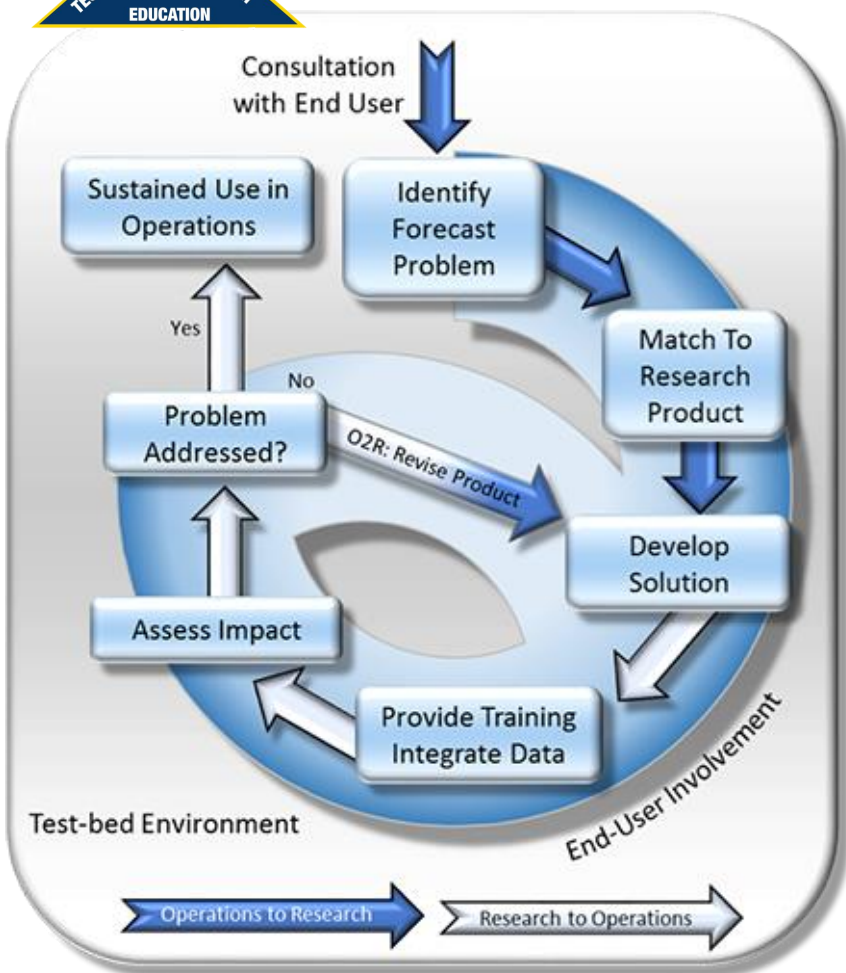 EDUCATION
Consultation
with End User
Sustained Use in
Operations
Identify
Forecast
Problem
Match To
Research
Product
Yes
No
Problem
Addressed?
O2R: Revise Product
Develop
Solution
Assess Impact
Provide Training
Integrate Data
Test-bed Environment
End-User Involvement
Operations to Research
Research to Operations